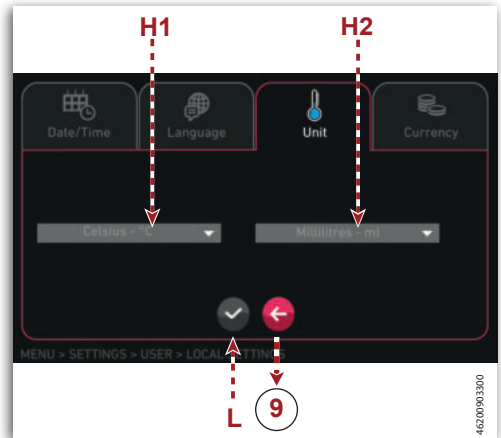 H1 H2
Date/Time Language Unit Currency
Celsius - °C Millilitres - ml
MENU > SETTINGS > USER > LOCAL SETTINGS
L 9
46200903300